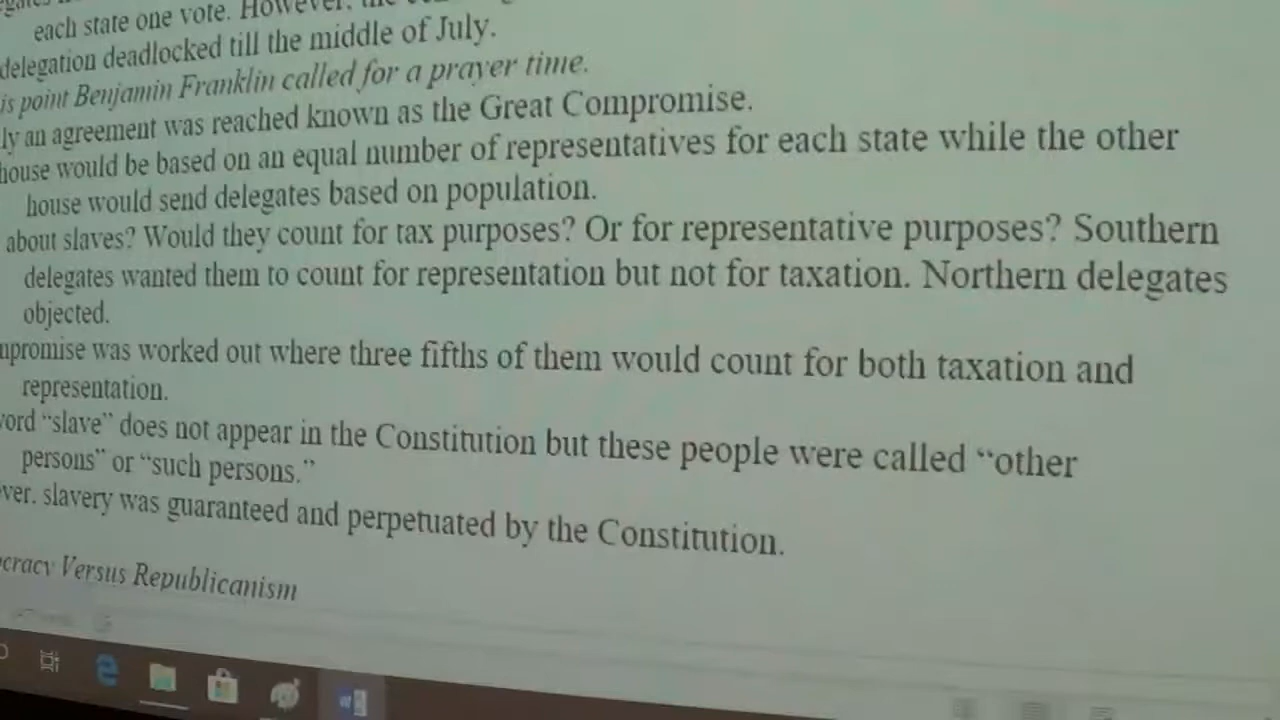 each state one vote. However, the
delegation deadlocked till the middle of July.
is point Benjamin Franklin called for a prayer time.
ly an agreement was reached known as the Great Compromise.
house would be based on an equal number of representatives for each state while the other
house would send delegates based on population.
about slaves? Would they count for tax purposes? Or for representative purposes? Southern
delegates wanted them to count for representation but not for taxation. Northern delegates
objected.
mpromise was worked out where three fifths of them would count for both taxation and
representation.
word “slave” does not appear in the Constitution but these people were called “other
persons” or “such persons.”
ver, slavery was guaranteed and perpetuated by the Constitution.
cracy Versus Republicanism